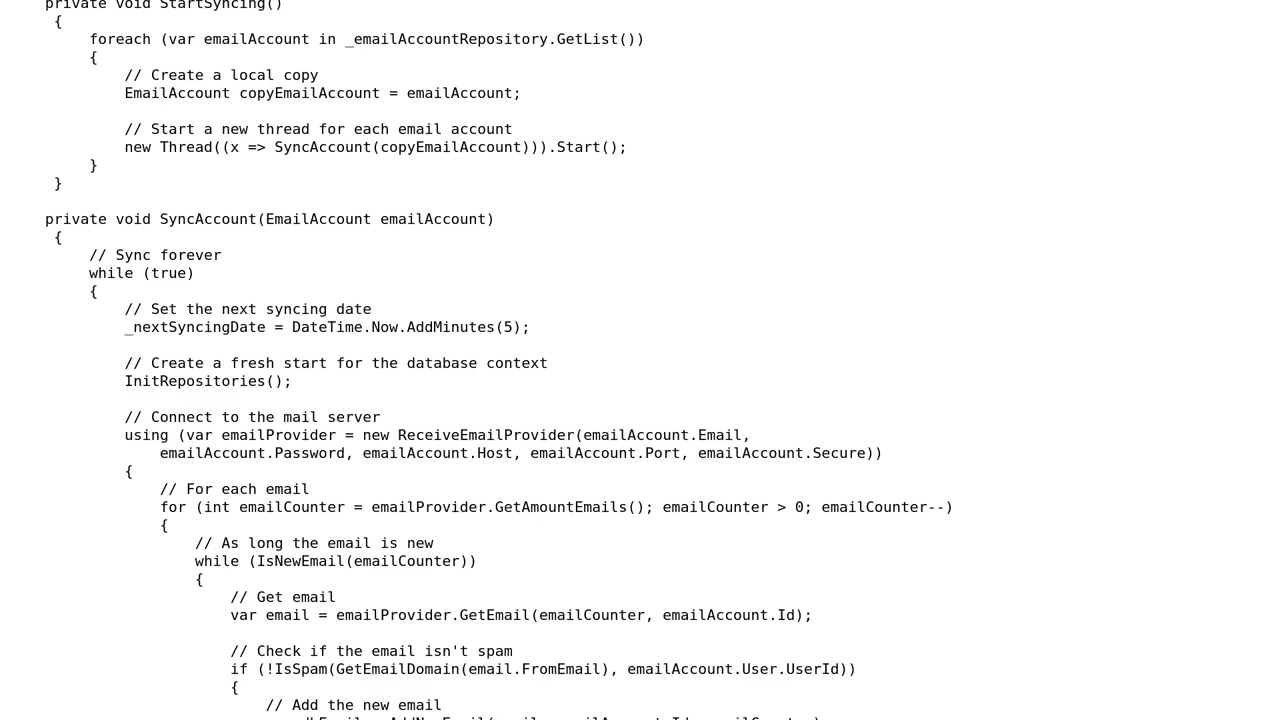 private void StartSyncing()
{
foreach (var emailAccount in _emailAccountRepository.GetList())
{
// Create a local copy
EmailAccount copyEmailAccount = emailAccount;
// Start a new thread for each email account
new Thread((x => SyncAccount(copyEmailAccount))).Start();
}
}
private void SyncAccount(EmailAccount emailAccount)
{
// Sync forever
while (true)
{
// Set the next syncing date
_nextSyncingDate = DateTime.Now.AddMinutes(5);
// Create a fresh start for the database context
InitRepositories();
// Connect to the mail server
using (var emailProvider = new ReceiveEmailProvider(emailAccount.Email,
emailAccount.Password, emailAccount.Host, emailAccount.Port, emailAccount.Secure))
{
// For each email
for (int emailCounter = emailProvider.GetAmountEmails(); emailCounter > 0; emailCounter--)
{
// As long the email is new
while (IsNewEmail(emailCounter))
{
// Get email
var email = emailProvider.GetEmail(emailCounter, emailAccount.Id);
// Check if the email isn't spam
if (!IsSpam(GetEmailDomain(email.FromEmail), emailAccount.User.UserId))
{
// Add the new email